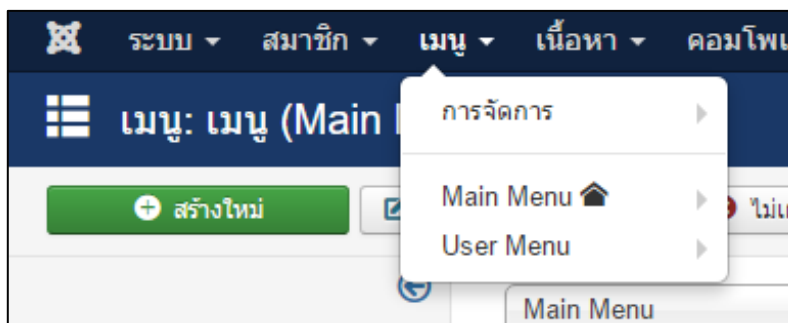 ระบบ สมาชิก เมนู เนื้อหา
เมนู: เมนู (Main
การจัดการ
Main Menu
User Menu
สร้างใหม่
Main Menu